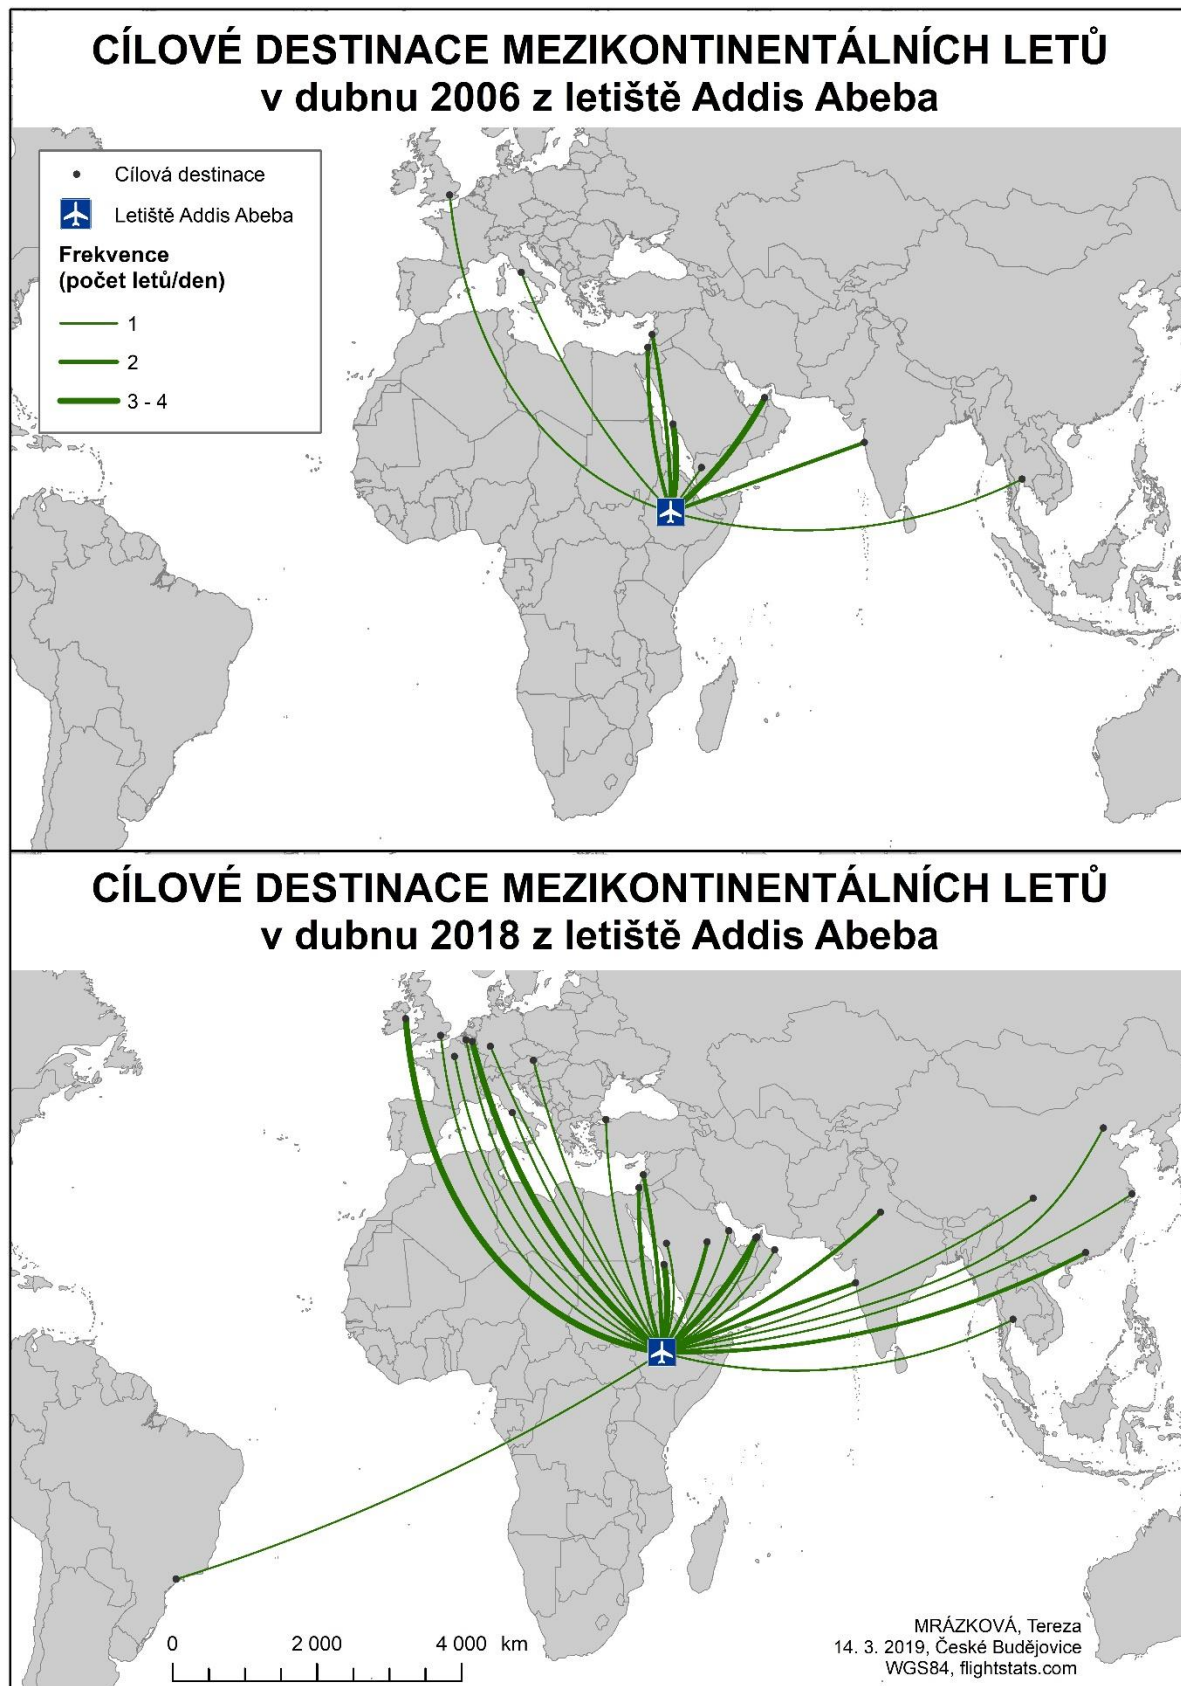 CÍLOVÉ DESTINACE MEZIKONTINENTÁLNÍCH LETŮ
v dubnu 2006 z letiště Addis Abeba
Cílová destinace
Letiště Addis Abeba
Frekvence
(počet letů/den)
1
2
3 - 4
CÍLOVÉ DESTINACE MEZIKONTINENTÁLNÍCH LETŮ
v dubnu 2018 z letiště Addis Abeba
0 2 000 4 000 km
MRÁZKOVÁ, Tereza
14. 3. 2019, České Budějovice
WGS84, flightstats.com